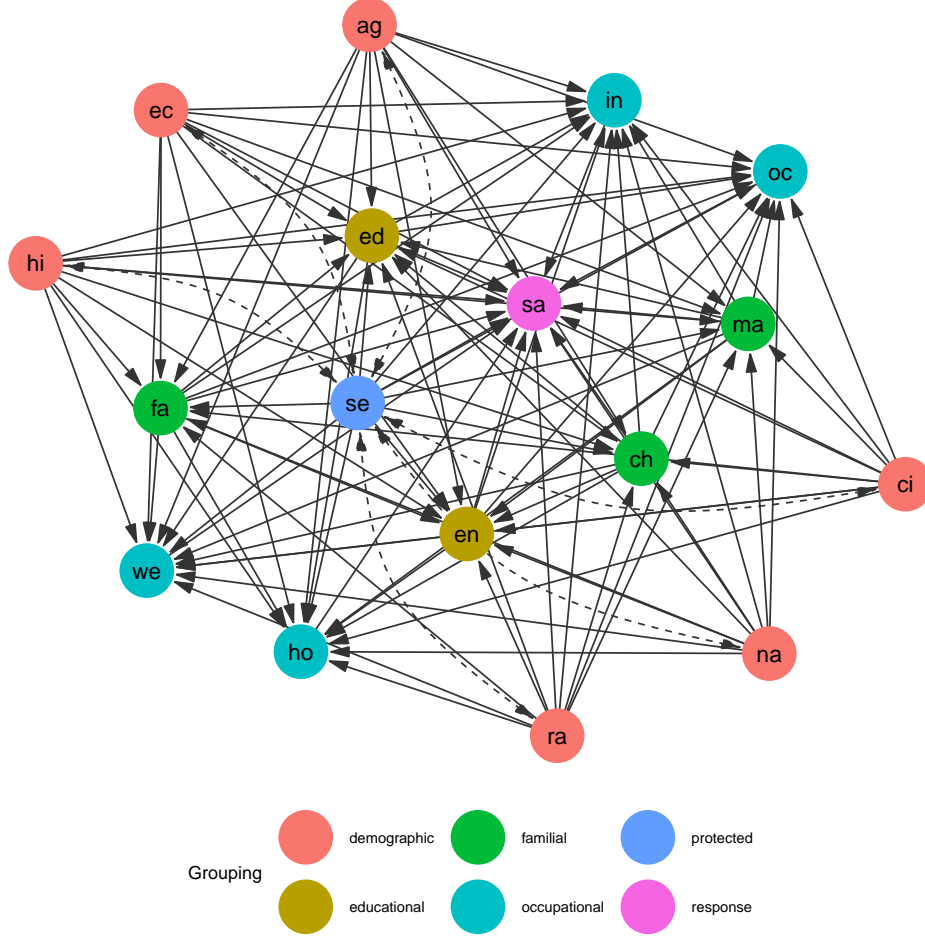 ag
in
ec
oc
ed
hi
sa
ma
fa
se
ch
ci
en
we
ho
na
ra
demographic familial protected
Grouping
educational occupational response